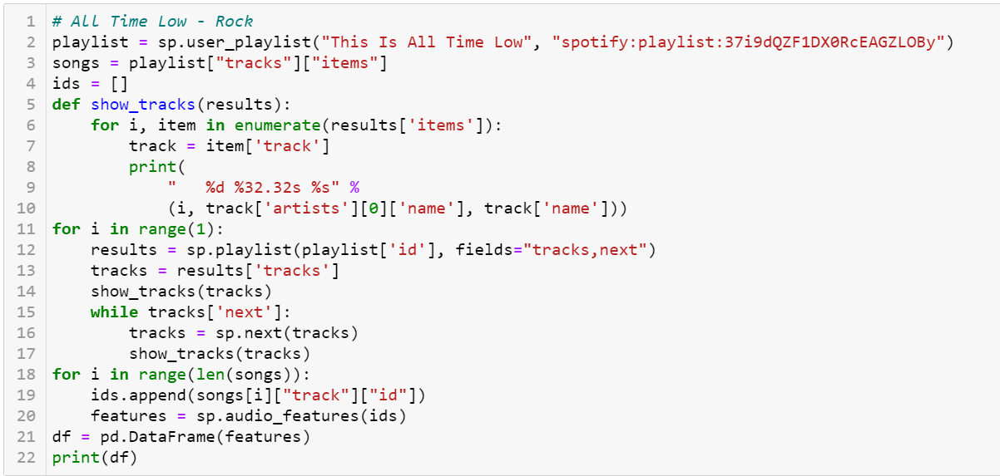 1 # All Time Low - Rock
2 playlist = sp.user_playlist("This Is All Time Low", "spotify:playlist:37i9dQZF1DX0RcEAGZLOBy")
3 songs = playlist["tracks"]["items"]
4 ids = []
5 def show_tracks(results):
6     for i, item in enumerate(results['items']):
7         track = item['track']
8         print(
9             "   %d %32.32s %s" %
10             (i, track['artists'][0]['name'], track['name']))
11 for i in range(1):
12     results = sp.playlist(playlist['id'], fields="tracks,next")
13     tracks = results['tracks']
14     show_tracks(tracks)
15     while tracks['next']:
16         tracks = sp.next(tracks)
17         show_tracks(tracks)
18 for i in range(len(songs)):
19     ids.append(songs[i]["track"]["id"])
20     features = sp.audio_features(ids)
21 df = pd.DataFrame(features)
22 print(df)